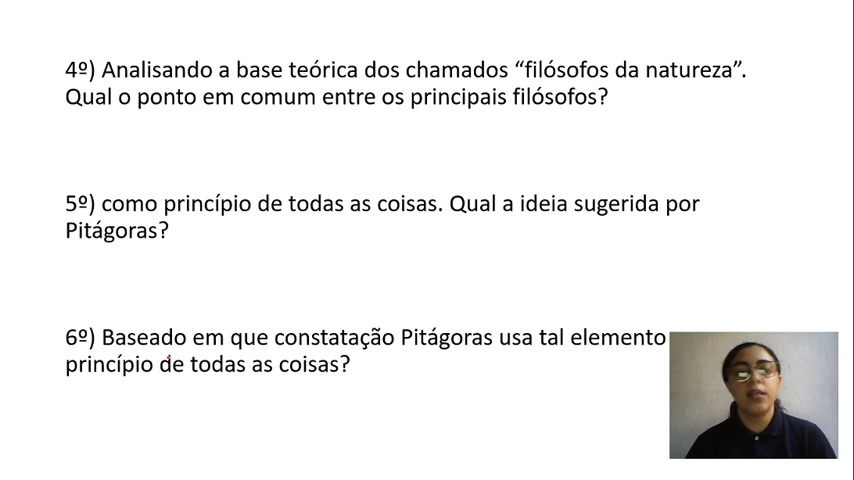 4º) Analisando a base teórica dos chamados “filósofos da natureza”.
Qual o ponto em comum entre os principais filósofos?
5º) como princípio de todas as coisas. Qual a ideia sugerida por
Pitágoras?
6º) Baseado em que constatação Pitágoras usa tal elemento
princípio de todas as coisas?